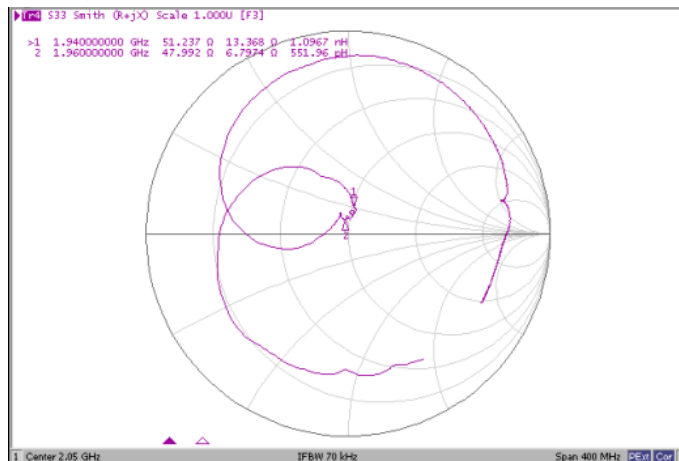 Tr4 S33 Smith (R+jX) Scale 1.000U [F3]
>1 1.940000000 GHz 51.237 Ω 13.368 Ω 1.0967 nH
2 1.960000000 GHz 47.992 Ω 6.7974 Ω 551.96 pH
1
2
1 Center 2.05 GHz IFBW 70 kHz Span 400 MHz PExt Cor